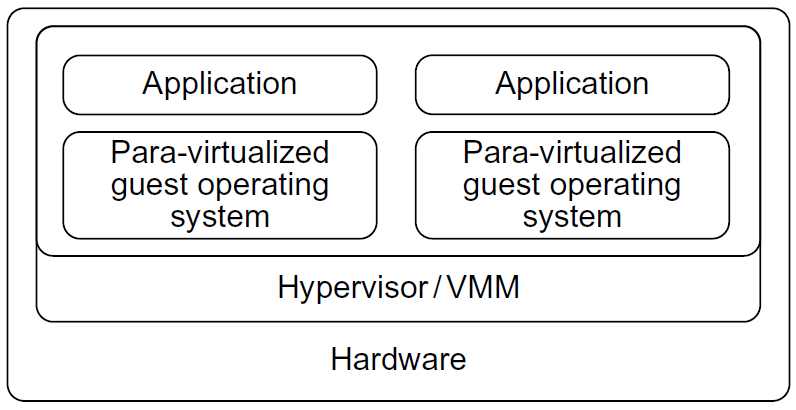 Application
Application
Para-virtualized
guest operating
system
Para-virtualized
guest operating
system
Hypervisor / VMM
Hardware